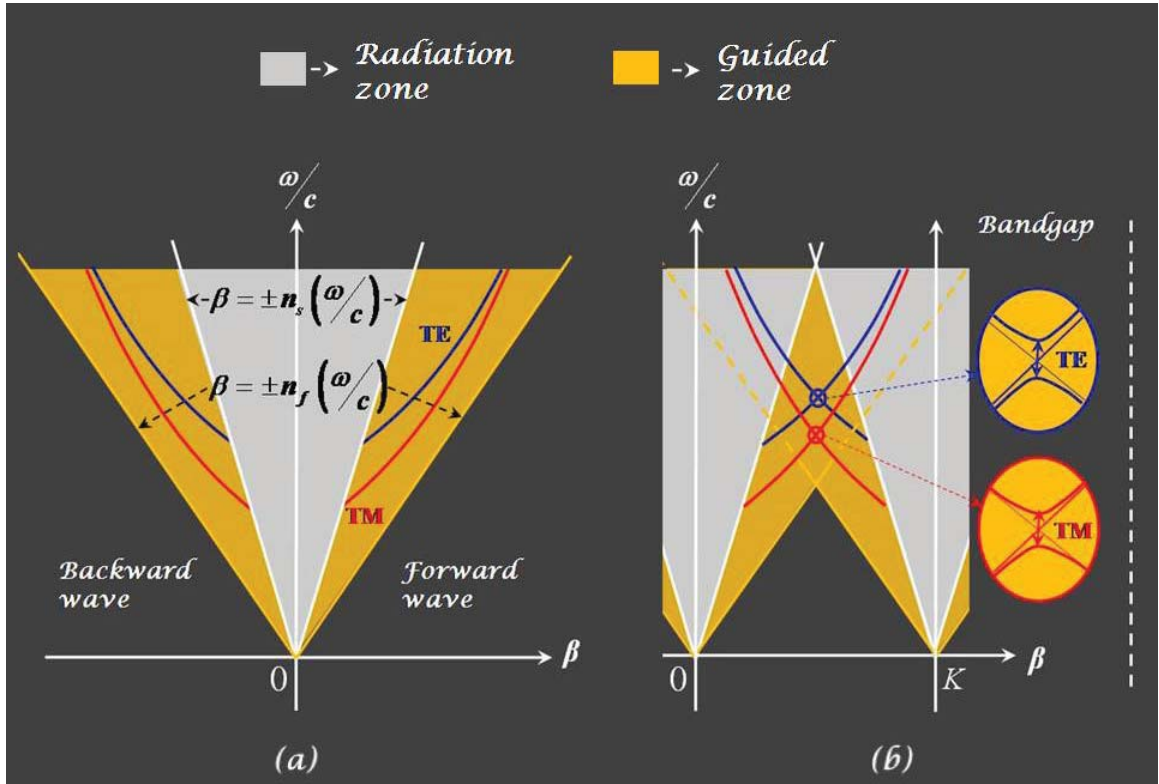 Radiation
zone
Guided
zone
ω/c
β = ±n_s (ω/c)
TE
β = ±n_f (ω/c)
TM
Backward
wave
Forward
wave
0
β
(a)
ω/c
Bandgap
TE
TM
0
K
β
(b)